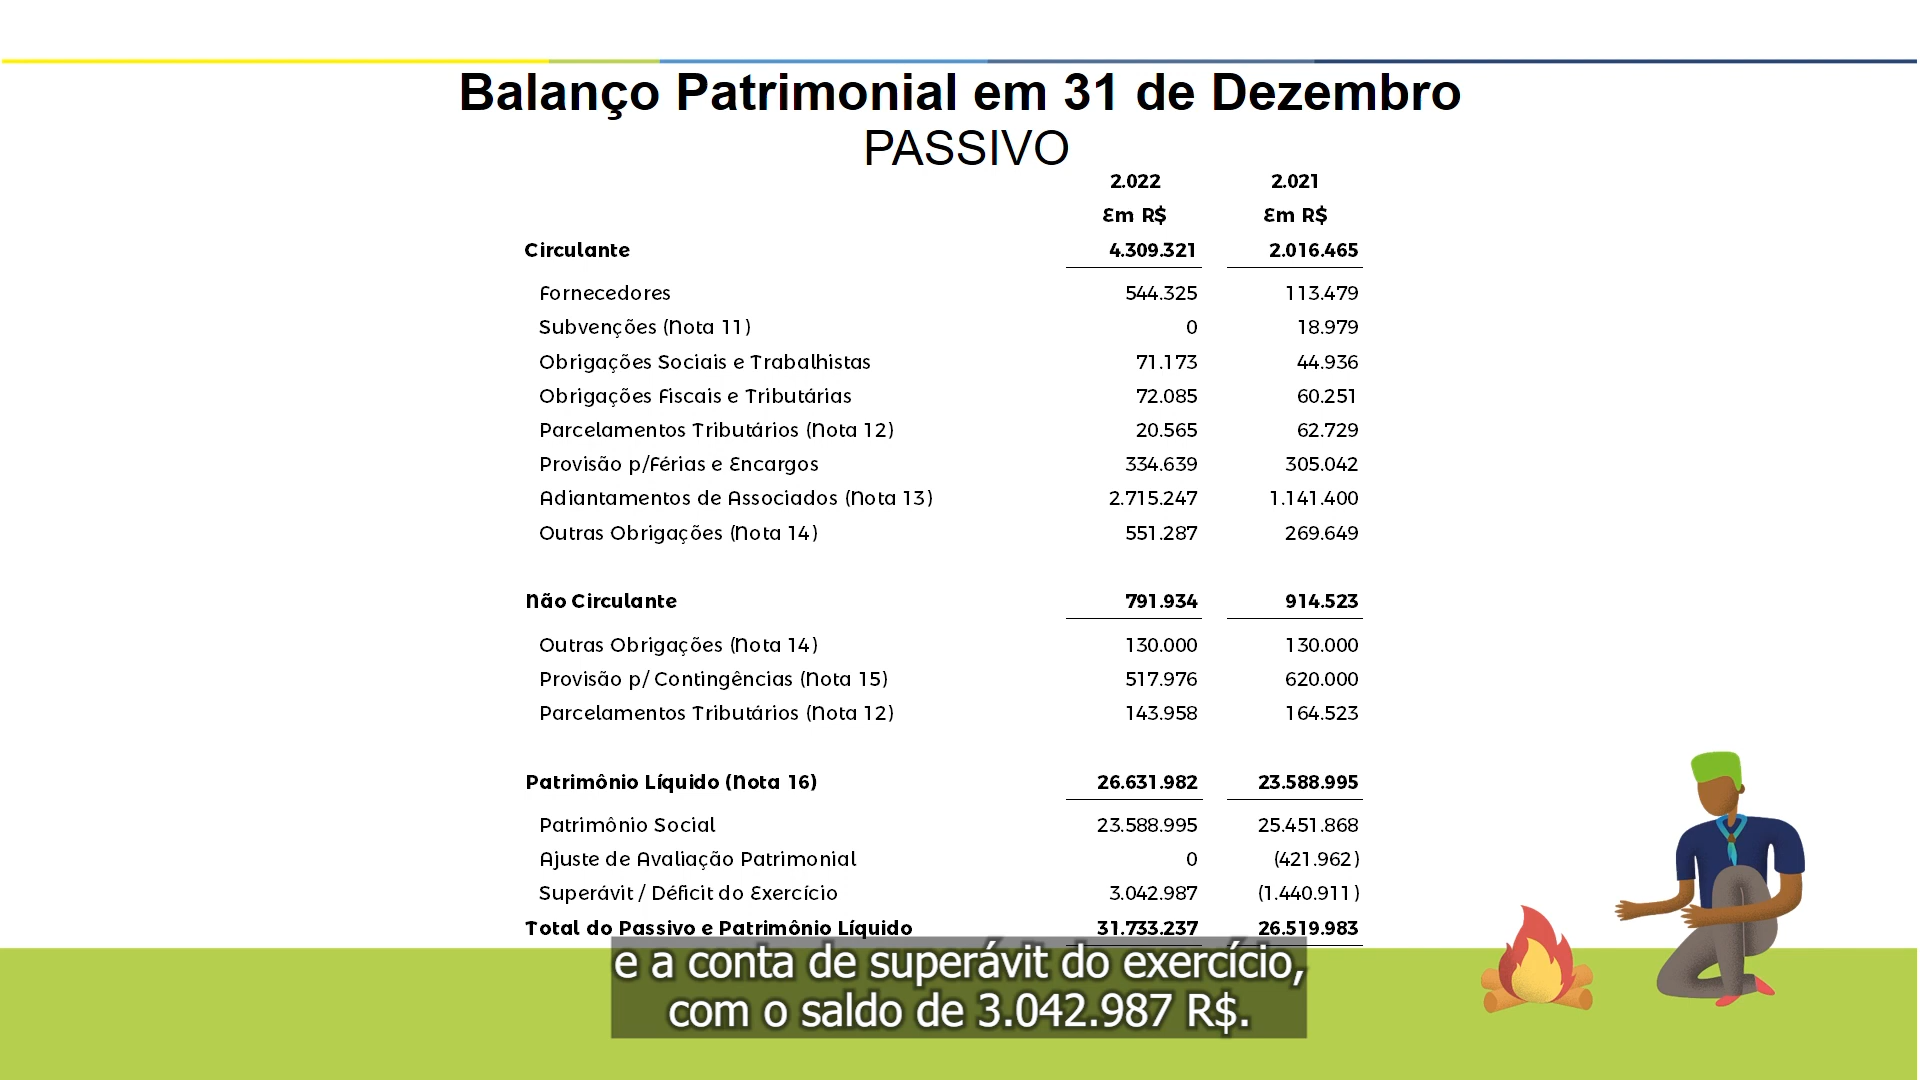 Balanço Patrimonial em 31 de Dezembro
PASSIVO
2.022 2.021
Em R$ Em R$
Circulante 4.309.321 2.016.465
Fornecedores 544.325 113.479
Subvenções (Nota 11) 0 18.979
Obrigações Sociais e Trabalhistas 71.173 44.936
Obrigações Fiscais e Tributárias 72.085 60.251
Parcelamentos Tributários (Nota 12) 20.565 62.729
Provisão p/Férias e Encargos 334.639 305.042
Adiantamentos de Associados (Nota 13) 2.715.247 1.141.400
Outras Obrigações (Nota 14) 551.287 269.649
Não Circulante 791.934 914.523
Outras Obrigações (Nota 14) 130.000 130.000
Provisão p/ Contingências (Nota 15) 517.976 620.000
Parcelamentos Tributários (Nota 12) 143.958 164.523
Patrimônio Líquido (Nota 16) 26.631.982 23.588.995
Patrimônio Social 23.588.995 25.451.868
Ajuste de Avaliação Patrimonial 0 (421.962)
Superávit / Déficit do Exercício 3.042.987 (1.440.911)
Total do Passivo e Patrimônio Líquido 31.733.237 26.519.983
e a conta de superávit do exercício,
com o saldo de 3.042.987 R$.